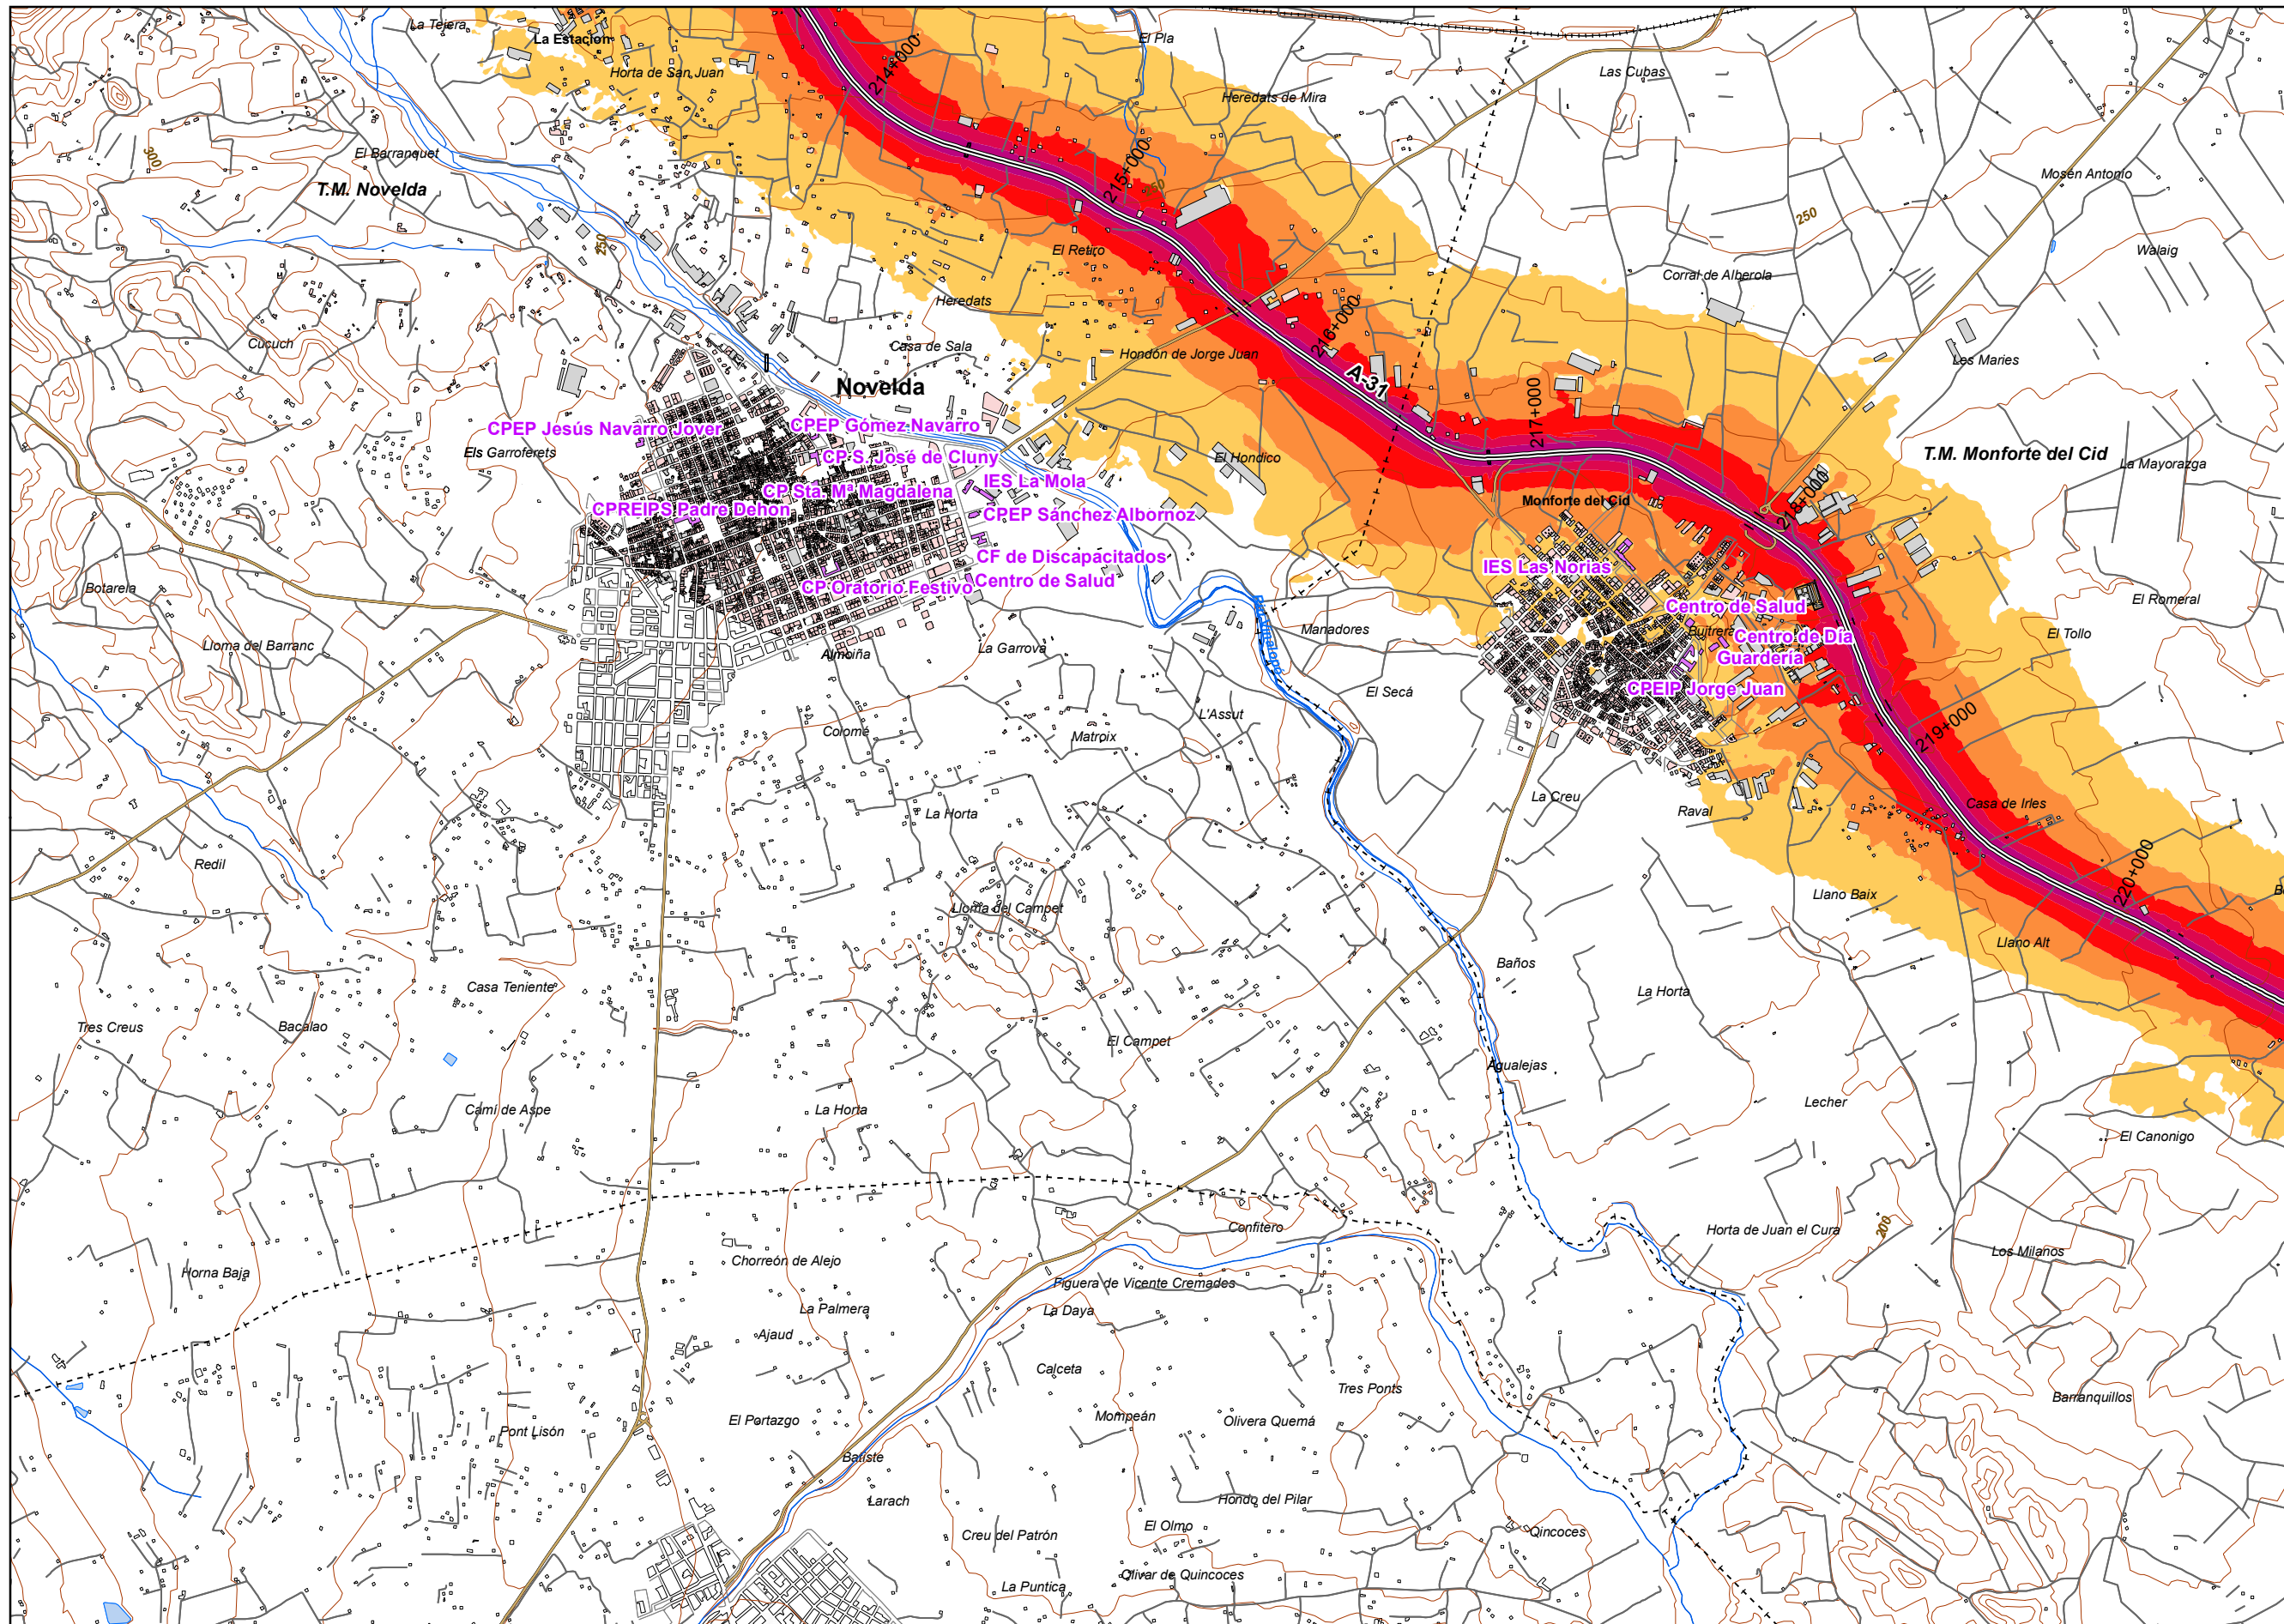 La Tejera
La Estacion
El Pla
214+000
Horta de San Juan
Las Cubas
Heredats de Mira
El Barranquet
300
T.M. Novelda
215+000
250
Mosén Antonio
250
250
El Retiro
Walaig
Corral de Alberola
Heredats
216+000
Cucuch
Casa de Sala
Hondón de Jorge Juan
Les Maries
A-31
Novelda
217+000
CPEP Jesús Navarro Jover
CPEP Gómez Navarro
Els Garroferets
CP S. José de Cluny
El Hondico
T.M. Monforte del Cid
La Mayorazga
IES La Mola
CP Sta. Mª Magdalena
Monforte del Cid
218+000
CPREIPS Padre Dehon
CPEP Sánchez Albornoz
CF de Discapacitados
IES Las Norias
Centro de Salud
CP Oratorio Festivo
Botarela
El Romeral
Centro de Salud
Manadores
Buitrera
Centro de Día
El Tollo
Lloma del Barranc
Almoiña
La Garrova
Guardería
El Secá
CPEIP Jorge Juan
L'Assut
Colomé
Matroix
219+000
La Creu
Raval
Casa de Irles
La Horta
Redil
220+000
Llano Baix
Lloma del Campet
Llano Alt
Baños
Casa Teniente
La Horta
Tres Creus
Bacalao
El Campet
Agualejas
Camí de Aspe
La Horta
Lecher
El Canonigo
Confitero
Horta de Juan el Cura
200
Los Milanos
Chorreón de Alejo
Horna Baja
Figuera de Vicente Cremades
La Palmera
La Daya
Ajaud
Calceta
Tres Ponts
Barranquillos
El Portazgo
Mompeán
Olivera Quemá
Pont Lisón
Batiste
Larach
Hondo del Pilar
El Olmo
Creu del Patrón
Qincoces
Olivar de Quincoces
La Puntica